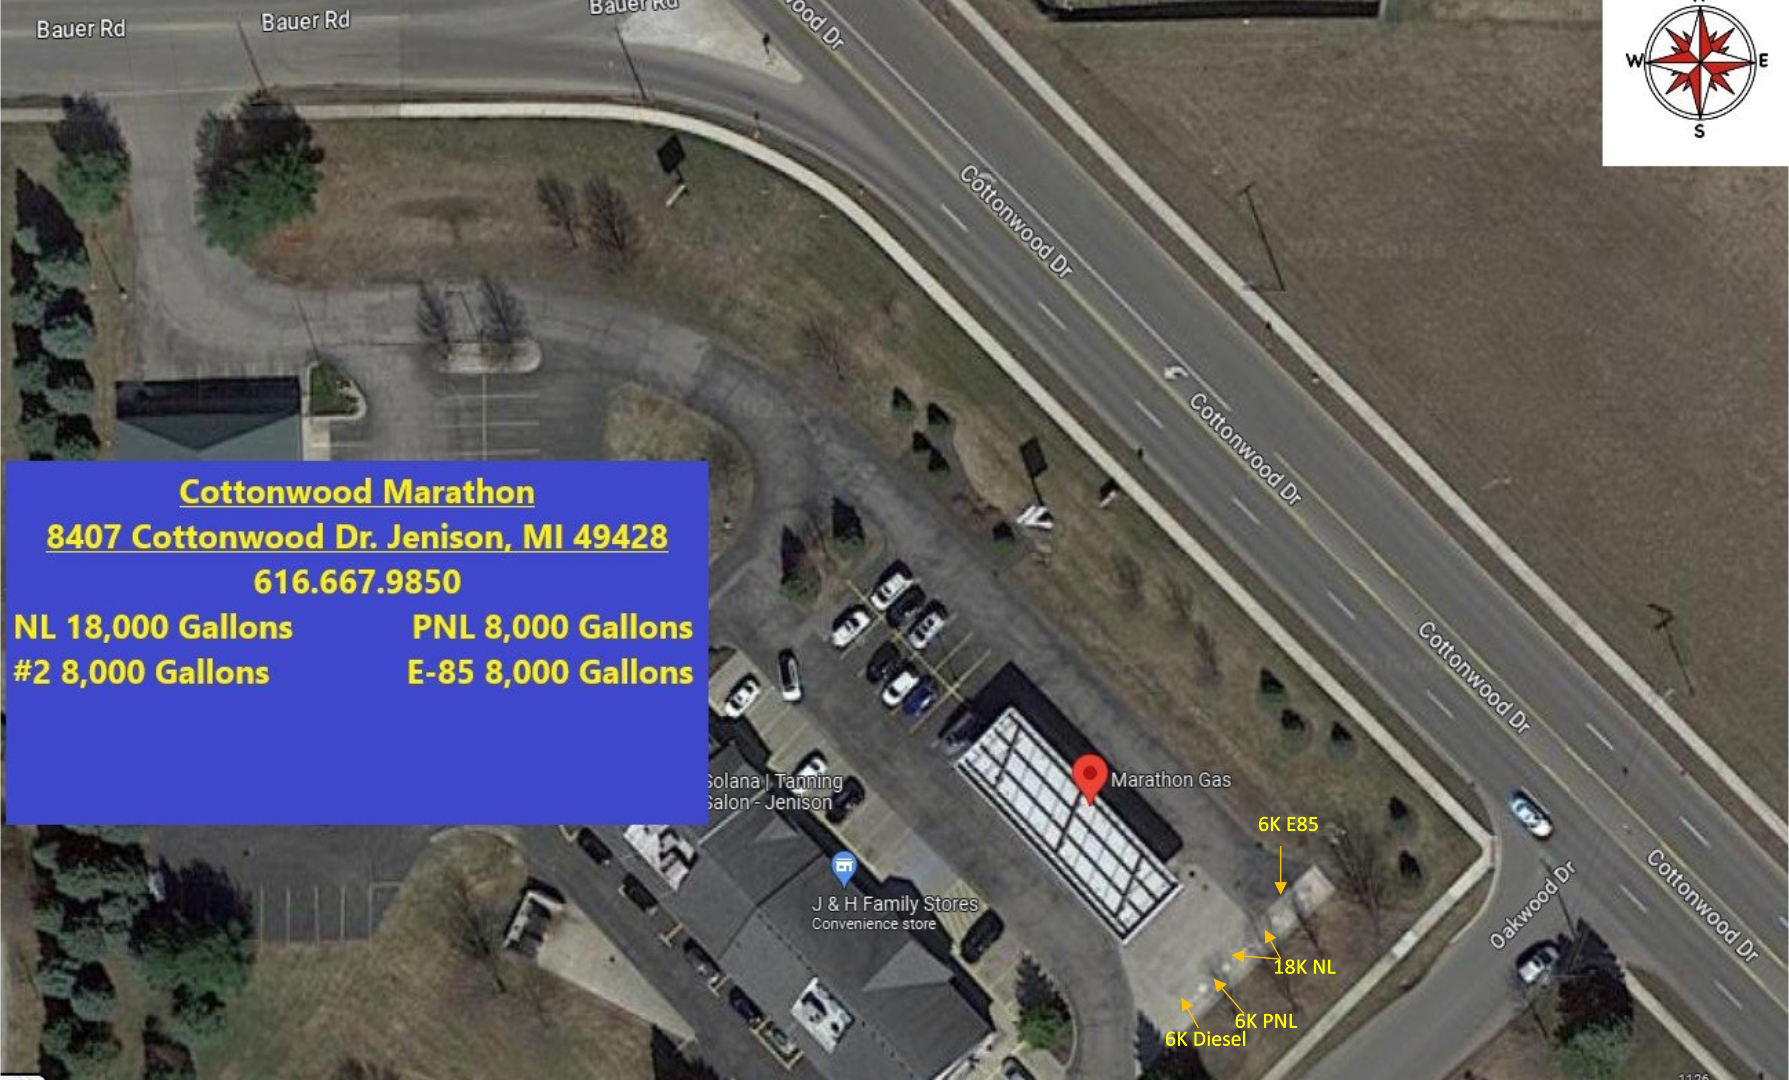 Bauer Rd
Bauer Rd
Bauer Rd
wood Dr
W E
S
Cottonwood Dr
Cottonwood Dr
Cottonwood Marathon
8407 Cottonwood Dr. Jenison, MI 49428
616.667.9850
NL 18,000 Gallons PNL 8,000 Gallons
#2 8,000 Gallons E-85 8,000 Gallons
Cottonwood Dr
Solana | Tanning
Salon - Jenison
Marathon Gas
6K E85
J & H Family Stores
Convenience store
Oakwood Dr
Cottonwood Dr
18K NL
6K PNL
6K Diesel